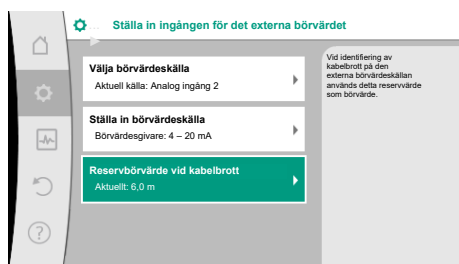 Ställa in ingången för det externa börvärdet
Välja börvärdeskälla
Aktuell källa: Analog ingång 2
Ställa in börvärdeskälla
Börvärdesgivare: 4 – 20 mA
Reservbörvärde vid kabelbrott
Aktuellt: 6,0 m
Vid identifiering av
kabelbrott på den
externa börvärdeskällan
används detta reservvärde
som börvärde.